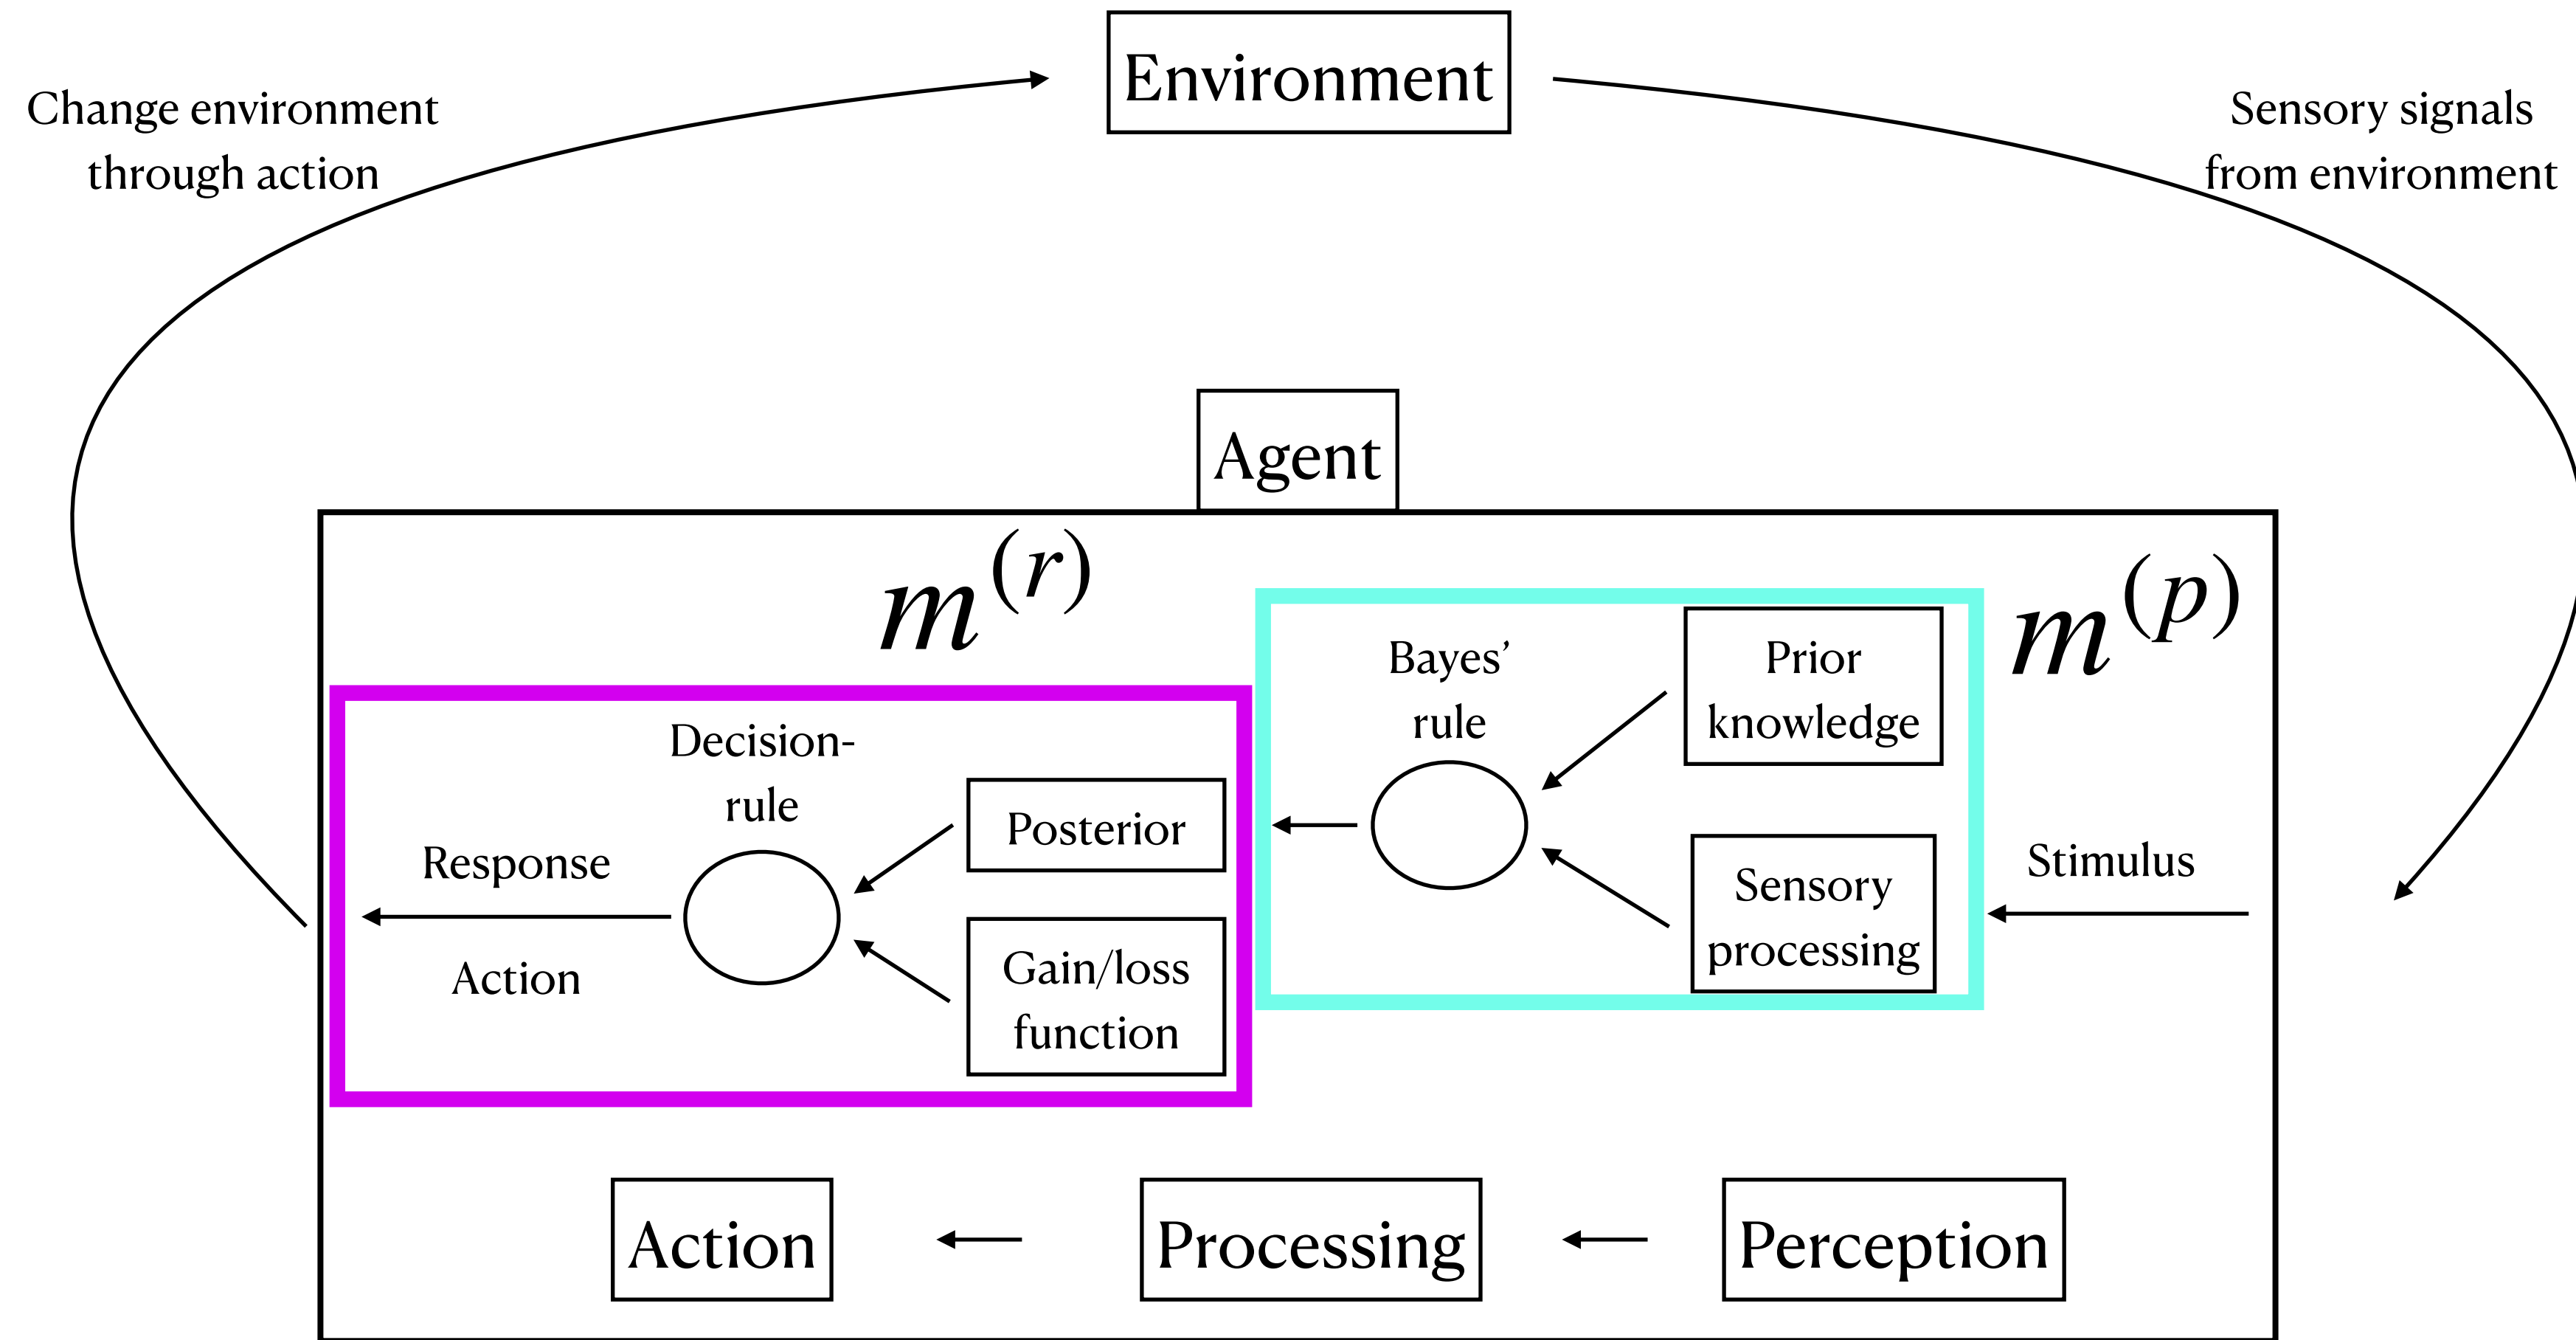 Environment
Change environment
through action
Sensory signals
from environment
Agent
m^{(r)}
m^{(p)}
Decision-
rule
Response
Action
Posterior
Gain/loss
function
Bayes’
rule
Prior
knowledge
Sensory
processing
Stimulus
Action
Processing
Perception